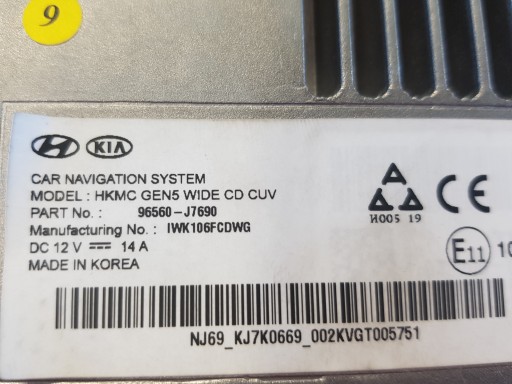 9
KIA
CAR NAVIGATION SYSTEM
MODEL : HKMC GEN5 WIDE CD CUV
PART No. : 96560-J7690
Manufacturing No. : IWK106FCDWG
DC 12 V 14 A
MADE IN KOREA
CE
H005 19
E11 10
NJ69_KJ7K0669_002KVGT005751